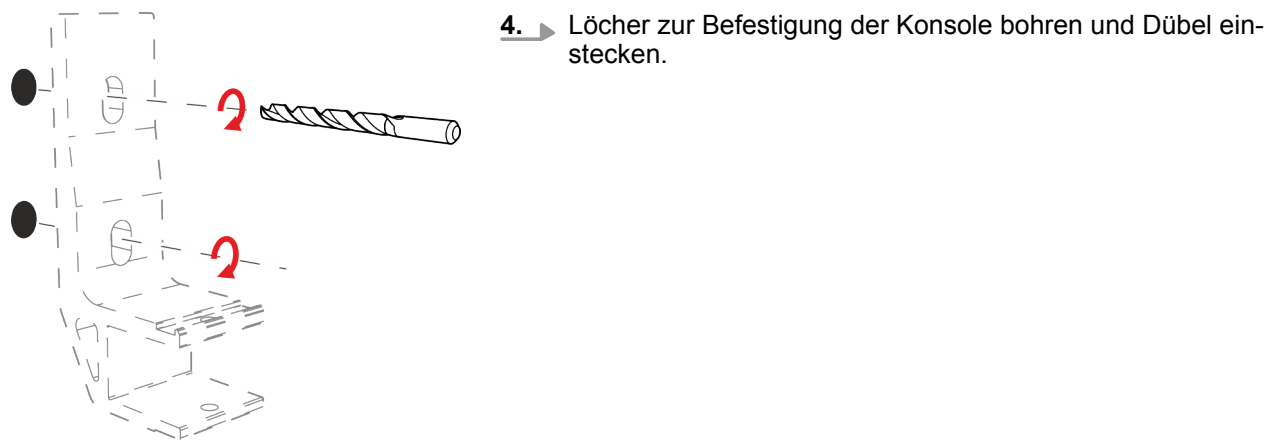 4. Löcher zur Befestigung der Konsole bohren und Dübel ein-
stecken.